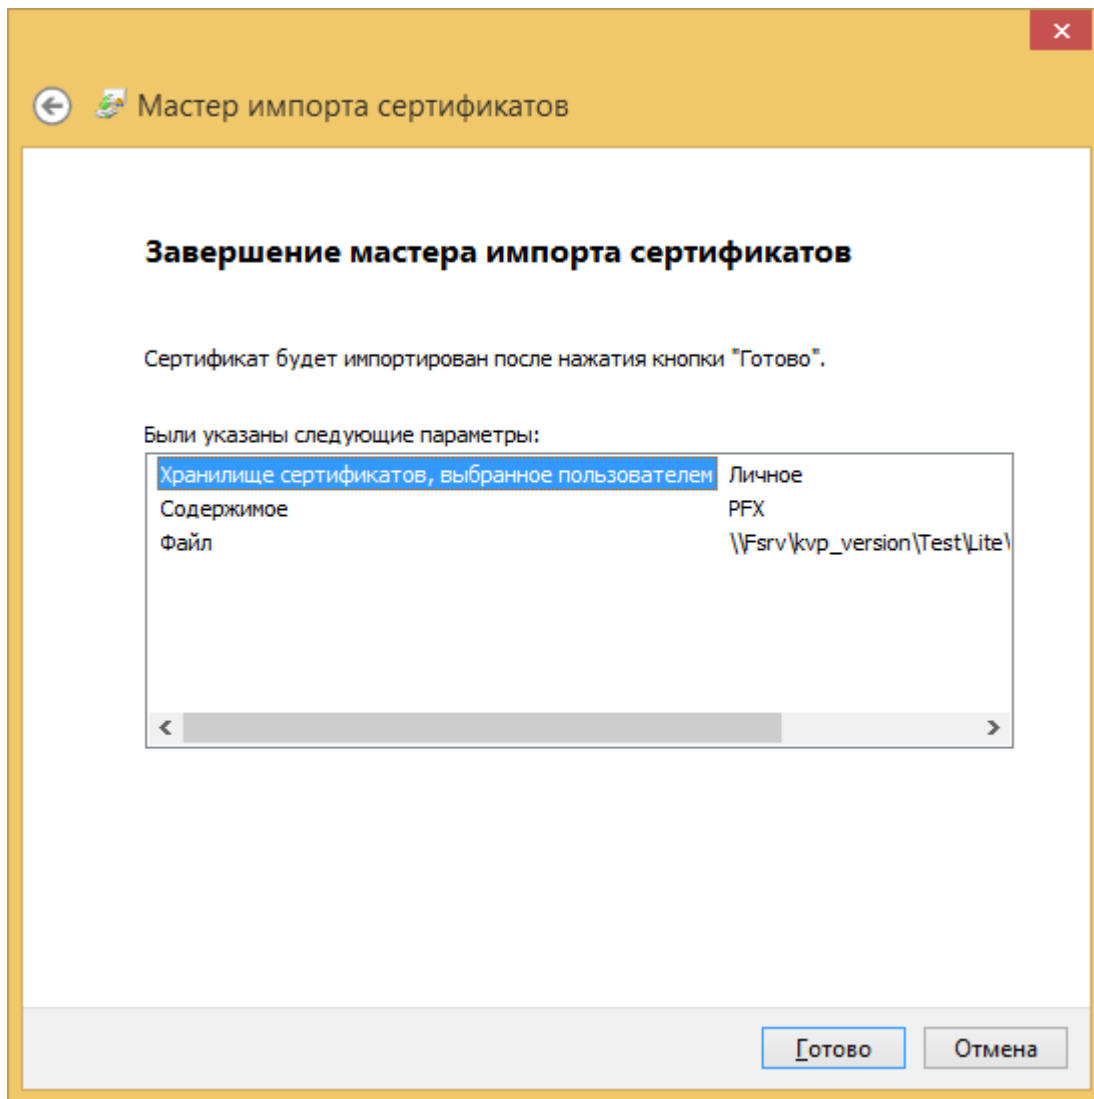 Мастер импорта сертификатов
Завершение мастера импорта сертификатов
Сертификат будет импортирован после нажатия кнопки "Готово".
Были указаны следующие параметры:
Хранилище сертификатов, выбранное пользователем Личное
Содержимое PFX
Файл \\Fsrv\kvp_version\Test\Lite\
Готово Отмена